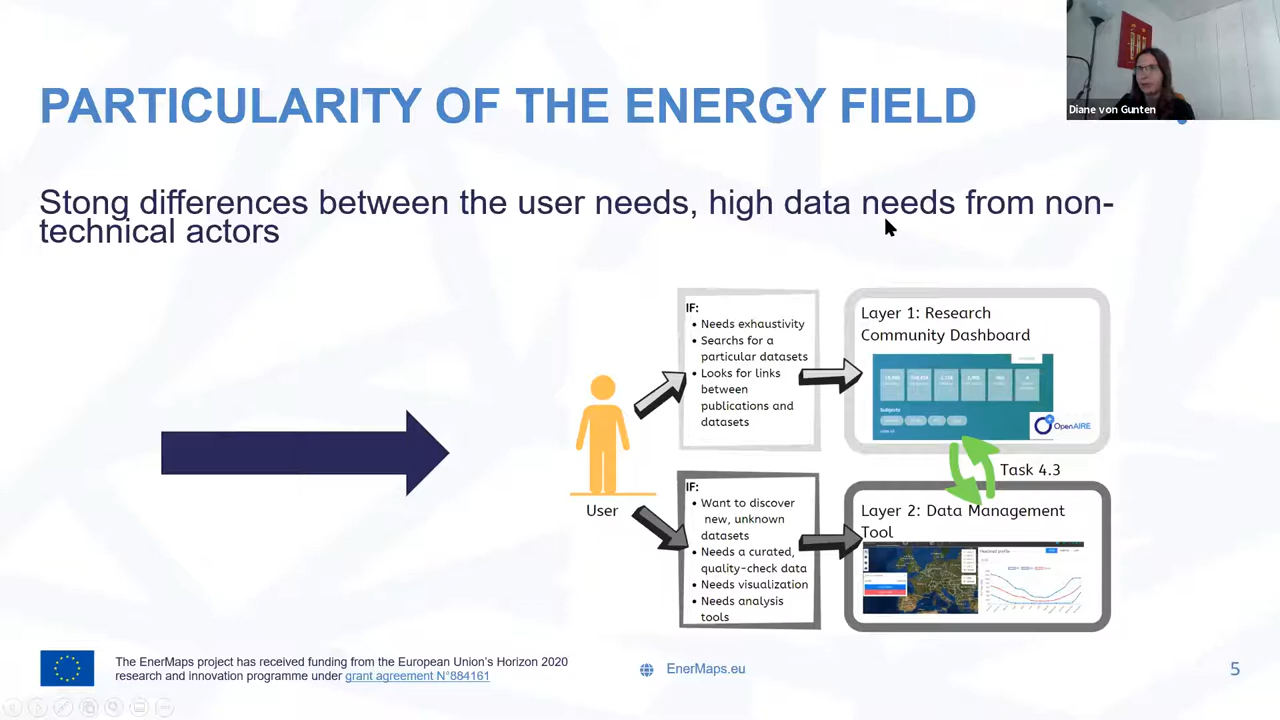 PARTICULARITY OF THE ENERGY FIELD
Diane von Gunten
Stong differences between the user needs, high data needs from non-
technical actors
IF:
• Needs exhaustivity
• Searchs for a
particular datasets
• Looks for links
between
publications and
datasets
Layer 1: Research
Community Dashboard
Subjects
OpenAIRE
Task 4.3
User
IF:
• Want to discover
new, unknown
datasets
• Needs a curated,
quality-check data
• Needs visualization
• Needs analysis
tools
Layer 2: Data Management
Tool
The EnerMaps project has received funding from the European Union's Horizon 2020
research and innovation programme under grant agreement N°884161
EnerMaps.eu
5